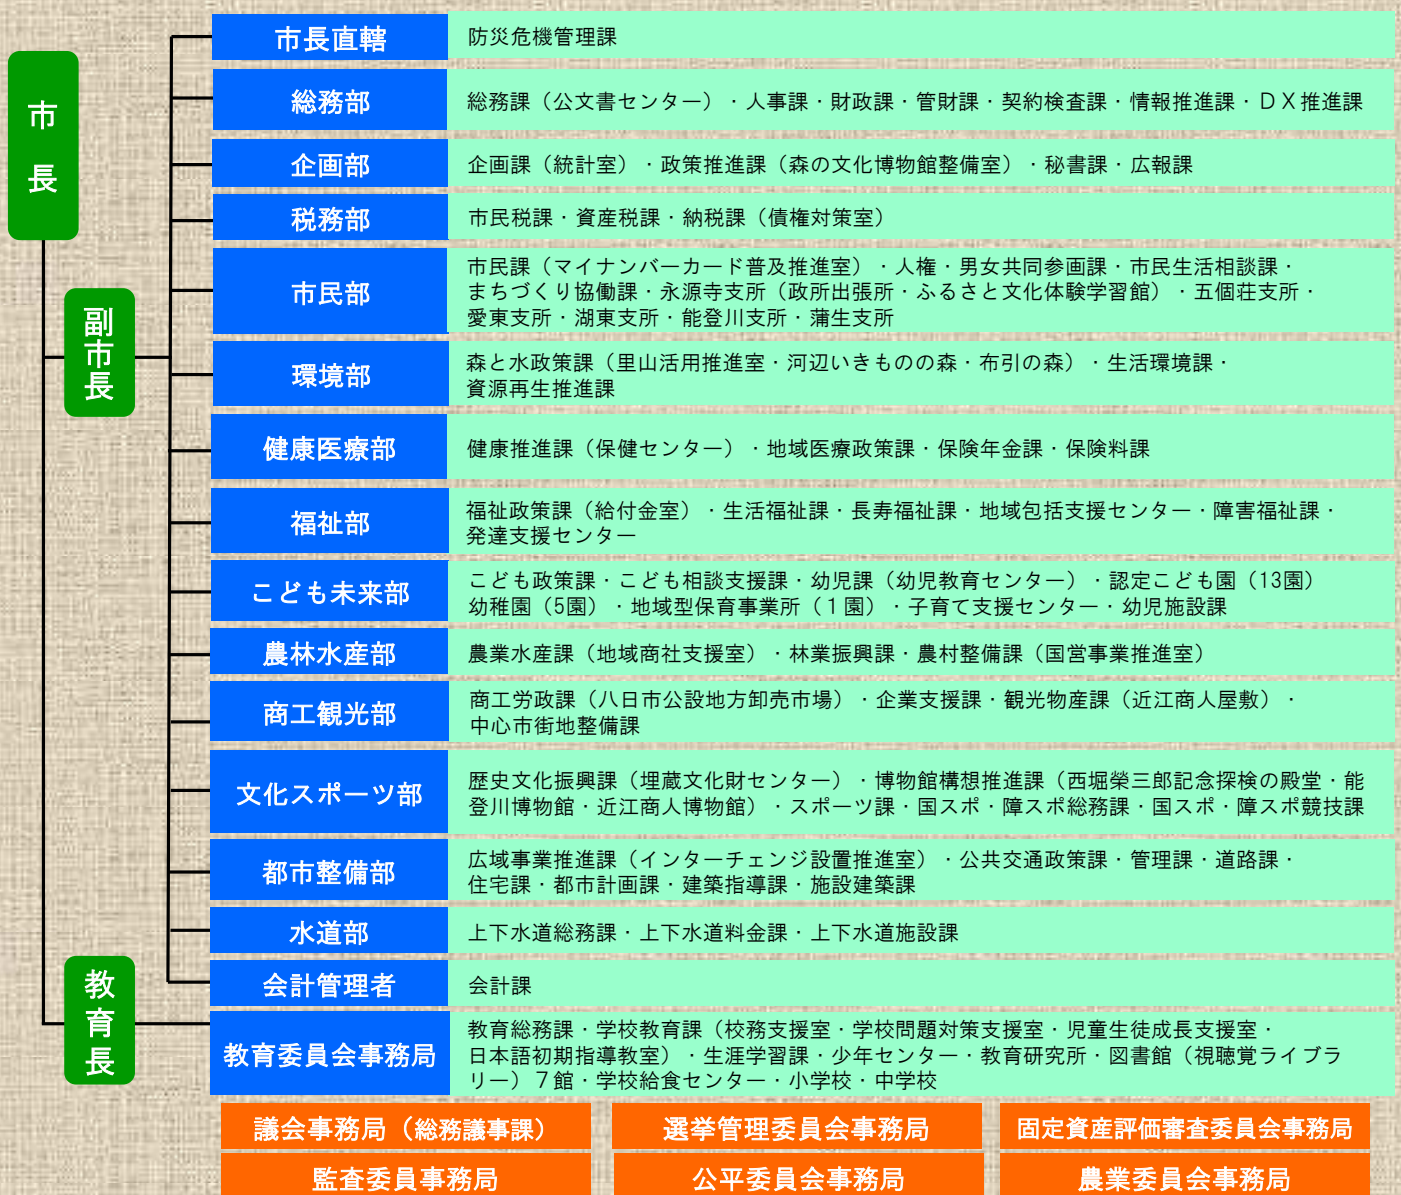 市長
副市長
教育長
市長直轄
防災危機管理課
総務部
総務課（公文書センター）・人事課・財政課・管財課・契約検査課・情報推進課・ＤＸ推進課
企画部
企画課（統計室）・政策推進課（森の文化博物館整備室）・秘書課・広報課
税務部
市民税課・資産税課・納税課（債権対策室）
市民部
市民課（マイナンバーカード普及推進室）・人権・男女共同参画課・市民生活相談課・
まちづくり協働課・永源寺支所（政所出張所・ふるさと文化体験学習館）・五個荘支所・
愛東支所・湖東支所・能登川支所・蒲生支所
環境部
森と水政策課（里山活用推進室・河辺いきものの森・布引の森）・生活環境課・
資源再生推進課
健康医療部
健康推進課（保健センター）・地域医療政策課・保険年金課・保険料課
福祉部
福祉政策課（給付金室）・生活福祉課・長寿福祉課・地域包括支援センター・障害福祉課・
発達支援センター
こども未来部
こども政策課・こども相談支援課・幼児課（幼児教育センター）・認定こども園（13園）
幼稚園（5園）・地域型保育事業所（１園）・子育て支援センター・幼児施設課
農林水産部
農業水産課（地域商社支援室）・林業振興課・農村整備課（国営事業推進室）
商工観光部
商工労政課（八日市公設地方卸売市場）・企業支援課・観光物産課（近江商人屋敷）・
中心市街地整備課
文化スポーツ部
歴史文化振興課（埋蔵文化財センター）・博物館構想推進課（西堀榮三郎記念探検の殿堂・能
登川博物館・近江商人博物館）・スポーツ課・国スポ・障スポ総務課・国スポ・障スポ競技課
都市整備部
広域事業推進課（インターチェンジ設置推進室）・公共交通政策課・管理課・道路課・
住宅課・都市計画課・建築指導課・施設建築課
水道部
上下水道総務課・上下水道料金課・上下水道施設課
会計管理者
会計課
教育委員会事務局
教育総務課・学校教育課（校務支援室・学校問題対策支援室・児童生徒成長支援室・
日本語初期指導教室）・生涯学習課・少年センター・教育研究所・図書館（視聴覚ライブラ
リー）７館・学校給食センター・小学校・中学校
議会事務局（総務議事課）
選挙管理委員会事務局
固定資産評価審査委員会事務局
監査委員事務局
公平委員会事務局
農業委員会事務局